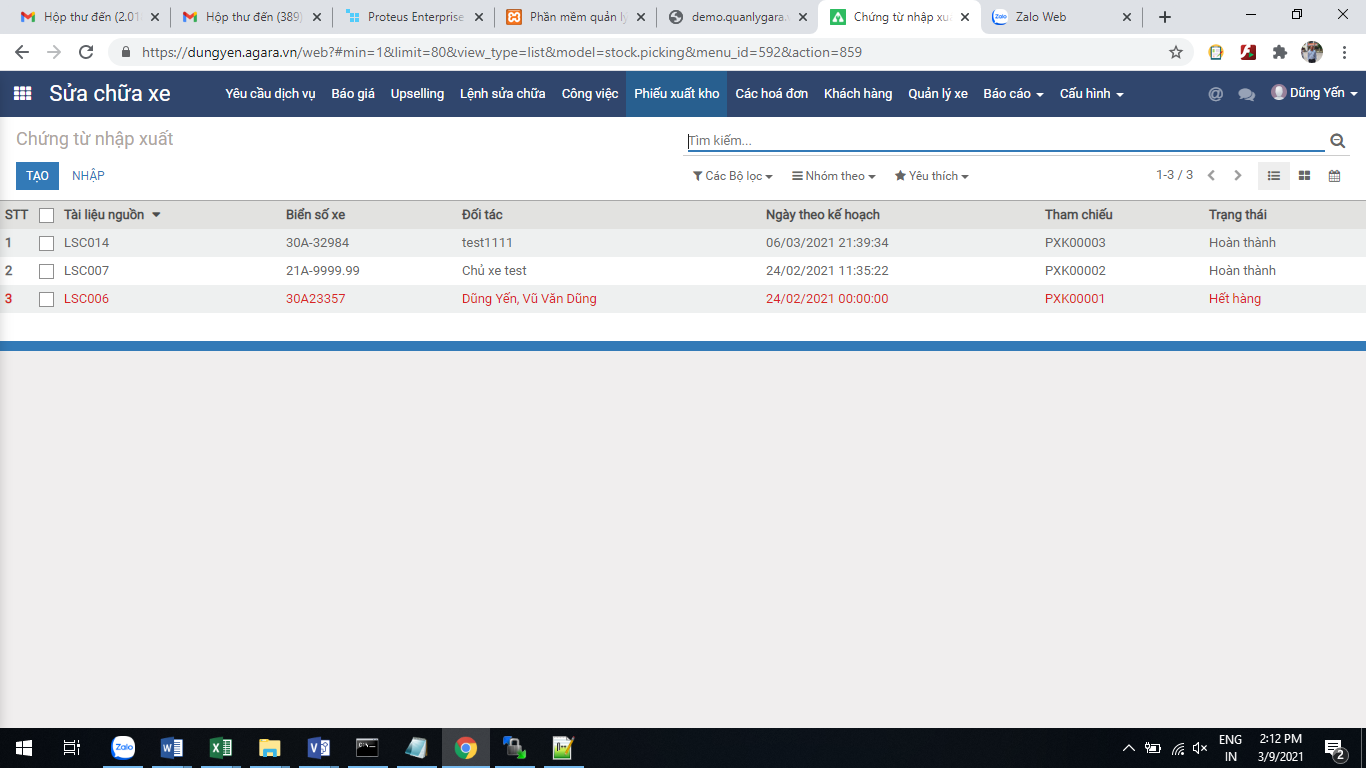 Hộp thư đến (2.01 Hộp thư đến (389) Proteus Enterprise Phần mềm quản lý demo.quanlygara. Chứng từ nhập xu Zalo Web
https://dungyen.agara.vn/web?#min=1&limit=80&view_type=list&model=stock.picking&menu_id=592&action=859
Sửa chữa xe Yêu cầu dịch vụ Báo giá Upselling Lệnh sửa chữa Công việc Phiếu xuất kho Các hoá đơn Khách hàng Quản lý xe Báo cáo Cấu hình Dũng Yến
Chứng từ nhập xuất Tìm kiếm...
TẠO NHẬP Các Bộ lọc Nhóm theo Yêu thích 1-3 / 3
STT Tài liệu nguồn Biển số xe Đối tác Ngày theo kế hoạch Tham chiếu Trạng thái
1 LSC014 30A-32984 test1111 06/03/2021 21:39:34 PXK00003 Hoàn thành
2 LSC007 21A-9999.99 Chủ xe test 24/02/2021 11:35:22 PXK00002 Hoàn thành
3 LSC006 30A23357 Dũng Yến, Vũ Văn Dũng 24/02/2021 00:00:00 PXK00001 Hết hàng
Zalo ENG 2:12 PM
IN 3/9/2021 2